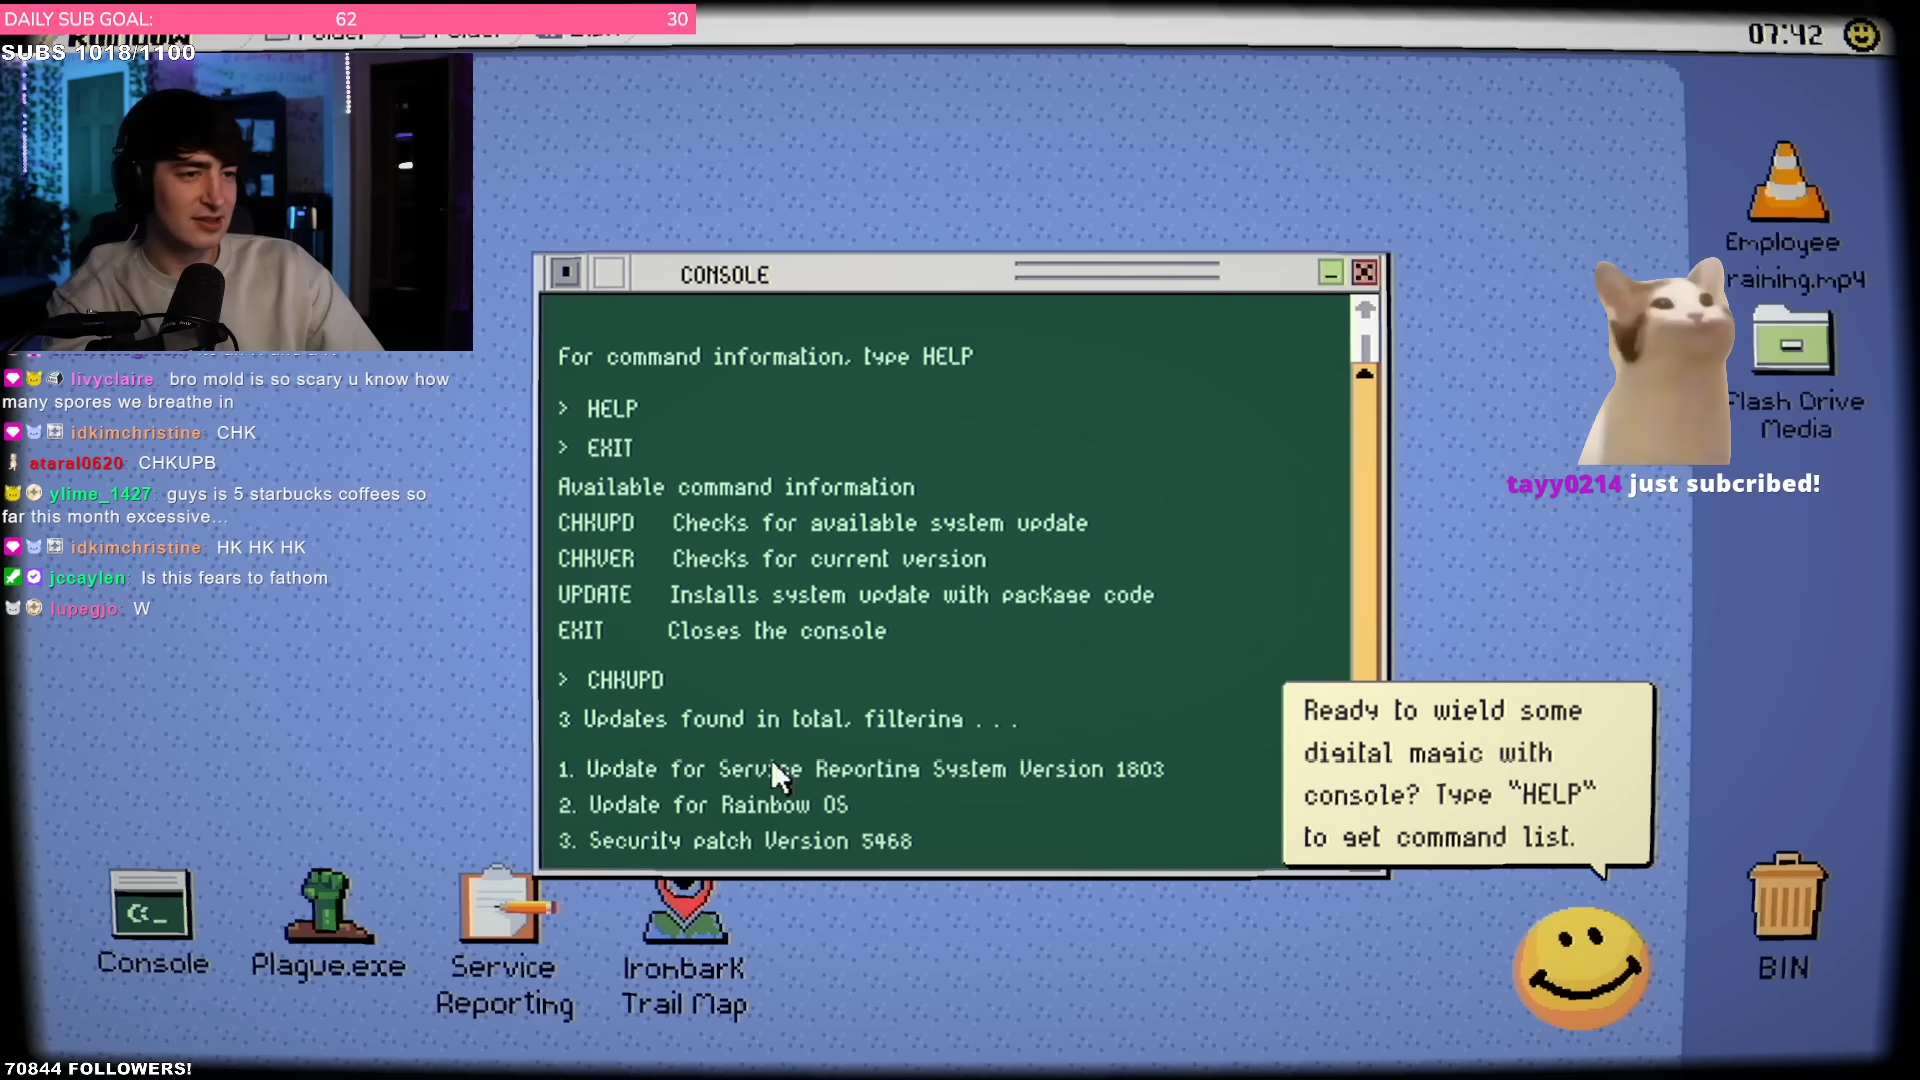 DAILY SUB GOAL: 62 30
SUBS 1018/1100
07:42
livyclaire: bro mold is so scary u know how
many spores we breathe in
idkimchristine: CHK
ataral0620: CHKUPB
ylime_1427: guys is 5 starbucks coffees so
far this month excessive...
idkimchristine: HK HK HK
jccaylen: Is this fears to fathom
lupegjo: W
CONSOLE
For command information, type HELP
> HELP
> EXIT
Available command information
CHKUPD Checks for available system update
CHKVER Checks for current version
UPDATE Installs system update with package code
EXIT Closes the console
> CHKUPD
3 Updates found in total, filtering . . .
1. Update for Service Reporting System Version 1803
2. Update for Rainbow OS
3. Security patch Version 5468
Ready to wield some
digital magic with
console? Type "HELP"
to get command list.
Employee
raining.mp4
Flash Drive
Media
tayy0214 just subcribed!
Console
Plague.exe
Service
Reporting
Ironbark
Trail Map
BIN
70844 FOLLOWERS!